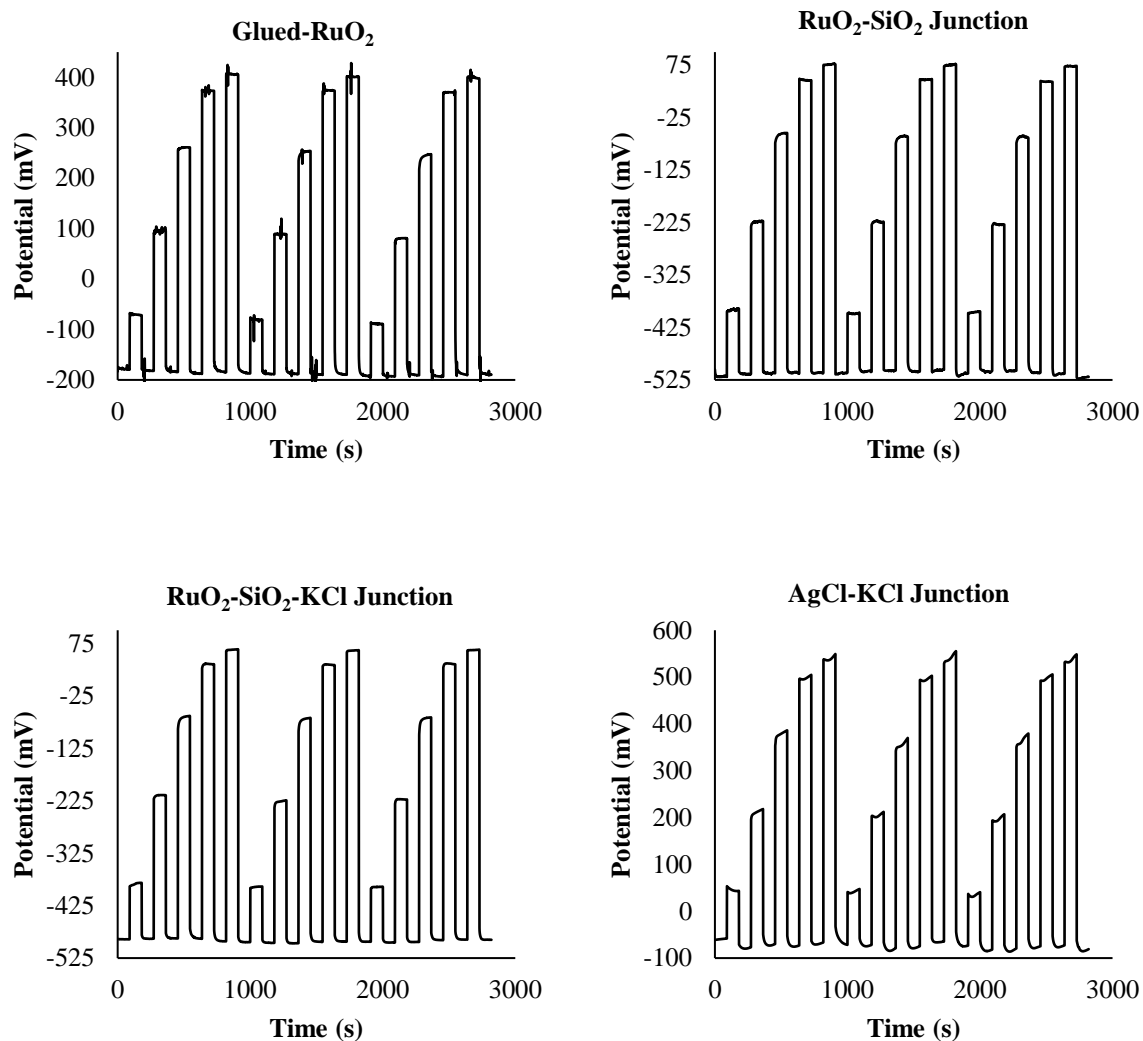 Glued-RuO₂
400
300
200
100
0
-100
-200
Potential (mV)
0 1000 2000 3000
Time (s)
RuO₂-SiO₂ Junction
75
-25
-125
-225
-325
-425
-525
Potential (mV)
0 1000 2000 3000
Time (s)
RuO₂-SiO₂-KCl Junction
75
-25
-125
-225
-325
-425
-525
Potential (mV)
0 1000 2000 3000
Time (s)
AgCl-KCl Junction
600
500
400
300
200
100
0
-100
Potential (mV)
0 1000 2000 3000
Time (s)